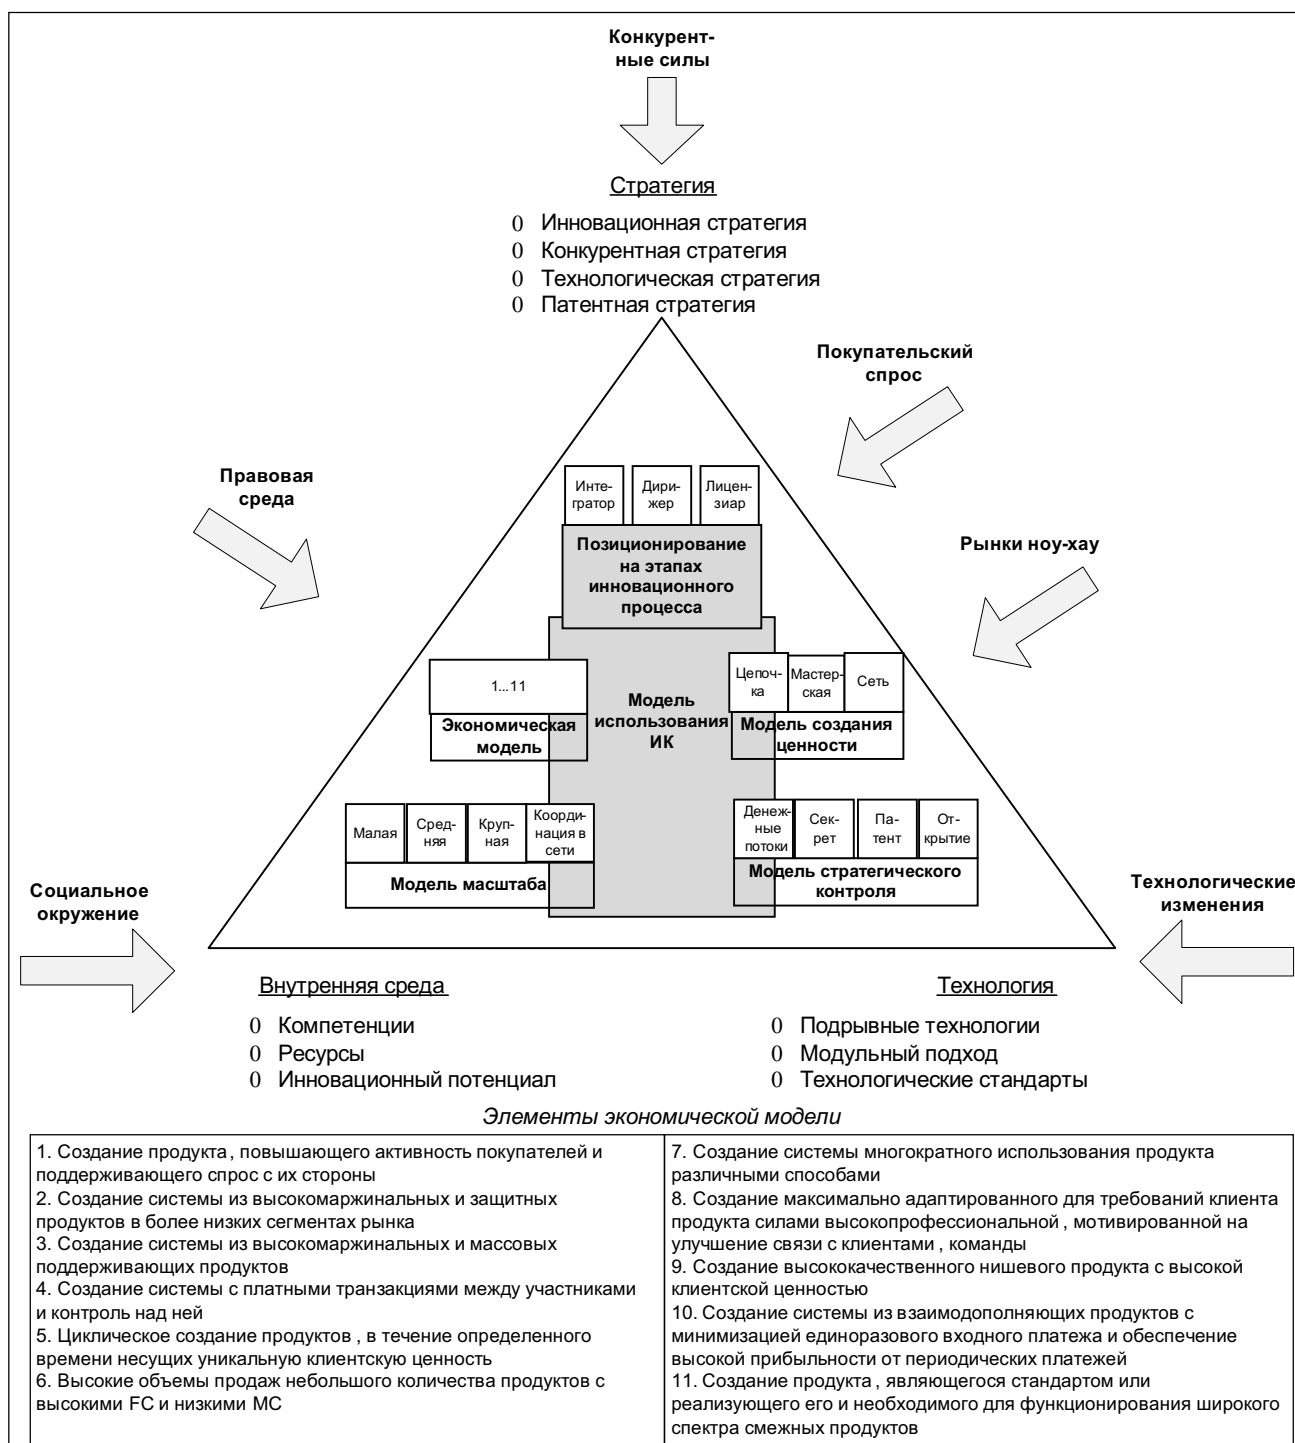 Конкурент-
ные силы
Стратегия
0 Инновационная стратегия
0 Конкурентная стратегия
0 Технологическая стратегия
0 Патентная стратегия
Покупательский
спрос
Правовая
среда
Рынки ноу-хау
Инте-
гратор
Дири-
жер
Лицен-
зиар
Позиционирование
на этапах
инновационного
процесса
1...11
Экономическая
модель
Модель
использования
ИК
Цепоч-
ка
Мастер-
ская
Сеть
Модель создания
ценности
Малая
Сред-
няя
Круп-
ная
Коорди-
нация в
сети
Модель масштаба
Денеж-
ные
потоки
Сек-
рет
Па-
тент
От-
крытие
Модель стратегического
контроля
Социальное
окружение
Технологические
изменения
Внутренняя среда
0 Компетенции
0 Ресурсы
0 Инновационный потенциал
Технология
0 Подрывные технологии
0 Модульный подход
0 Технологические стандарты
Элементы экономической модели
1. Создание продукта , повышающего активность покупателей и
поддерживающего спрос с их стороны
2. Создание системы из высокомаржинальных и защитных
продуктов в более низких сегментах рынка
3. Создание системы из высокомаржинальных и массовых
поддерживающих продуктов
4. Создание системы с платными транзакциями между участниками
и контроль над ней
5. Циклическое создание продуктов , в течение определенного
времени несущих уникальную клиентскую ценность
6. Высокие объемы продаж небольшого количества продуктов с
высокими FC и низкими MC
7. Создание системы многократного использования продукта
различными способами
8. Создание максимально адаптированного для требований клиента
продукта силами высокопрофессиональной , мотивированной на
улучшение связи с клиентами , команды
9. Создание высококачественного нишевого продукта с высокой
клиентской ценностью
10. Создание системы из взаимодополняющих продуктов с
минимизацией единоразового входного платежа и обеспечение
высокой прибыльности от периодических платежей
11. Создание продукта , являющегося стандартом или
реализующего его и необходимого для функционирования широкого
спектра смежных продуктов